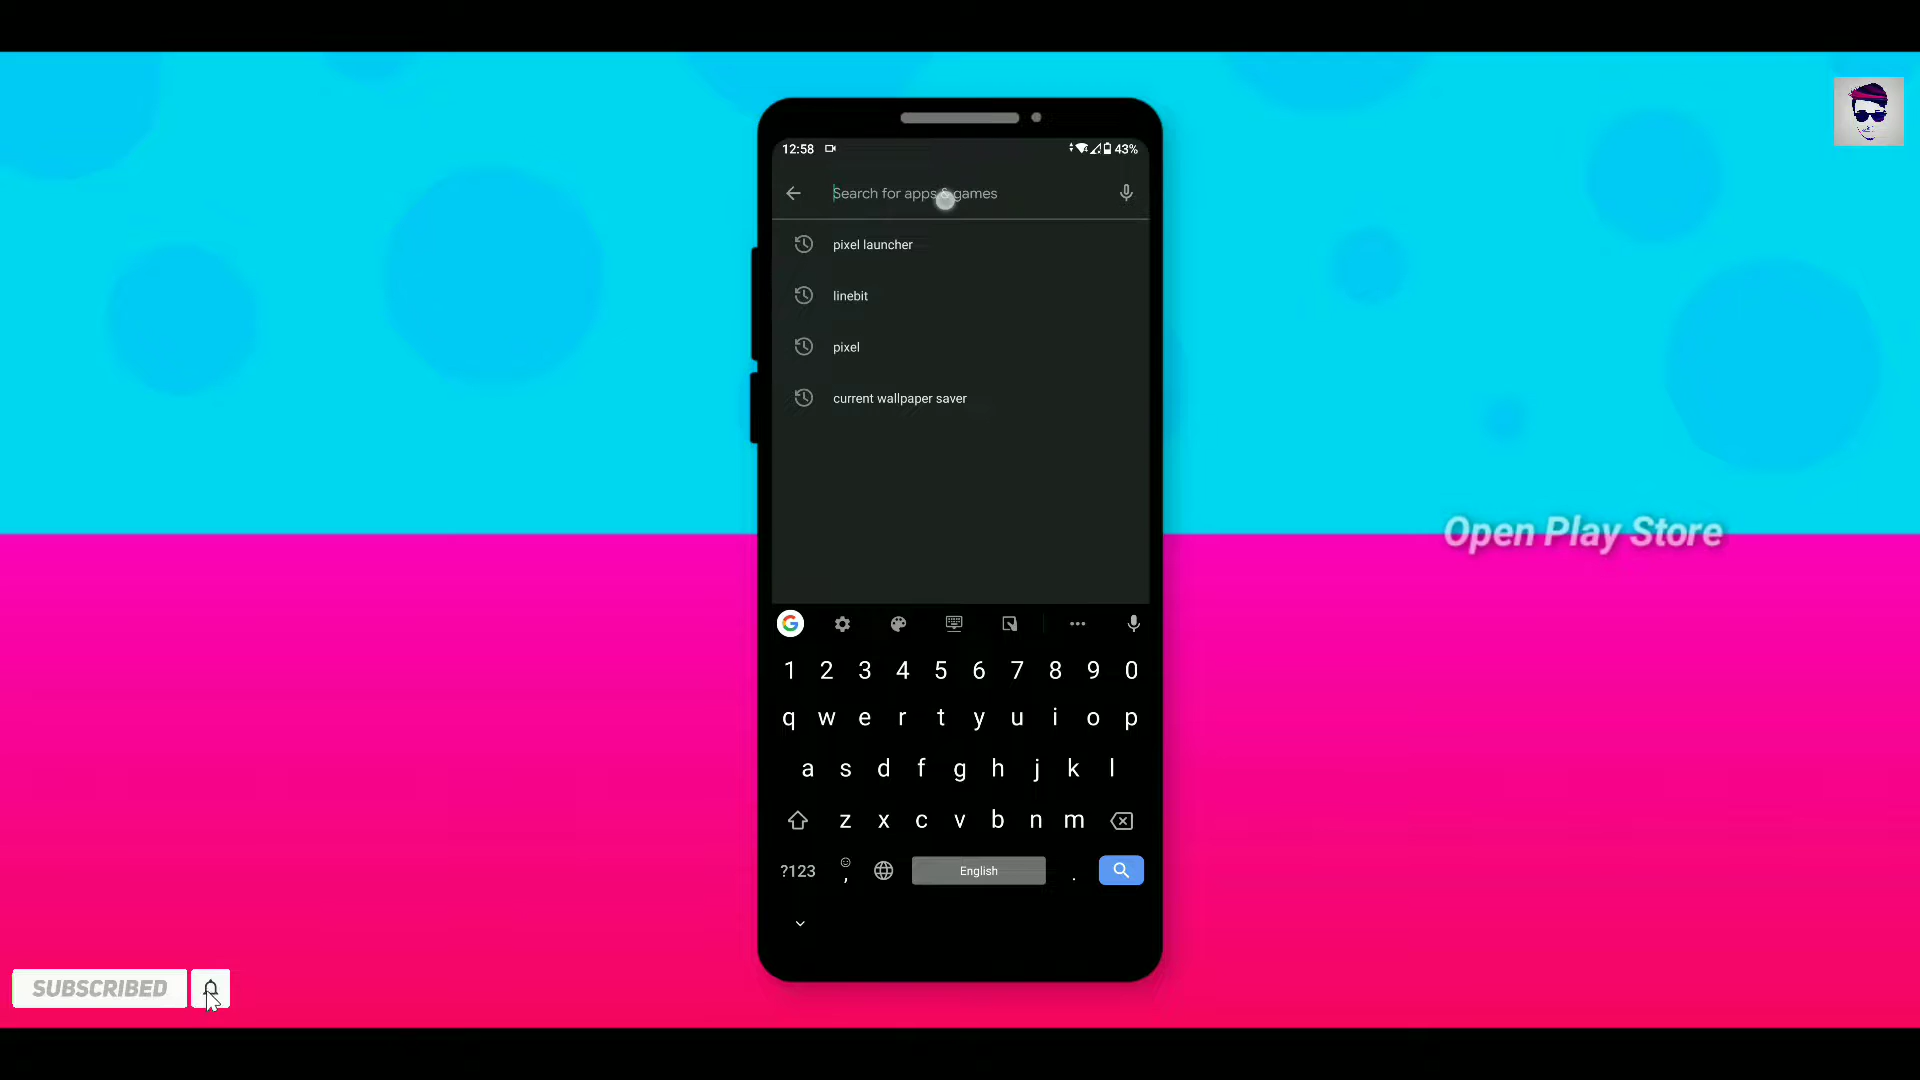 12:58
43%
Search for apps & games
pixel launcher
linebit
pixel
current wallpaper saver
Open Play Store
1 2 3 4 5 6 7 8 9 0
q w e r t y u i o p
a s d f g h j k l
z x c v b n m
?123 , English .
SUBSCRIBED